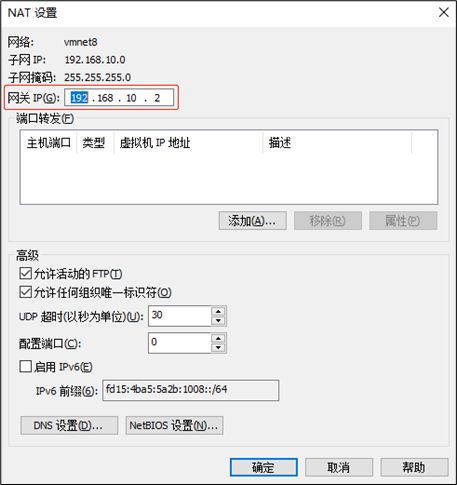 NAT 设置
网络: vmnet8
子网 IP: 192.168.10.0
子网掩码: 255.255.255.0
网关 IP(G): 192 . 168 . 10 . 2
端口转发(F)
主机端口 类型 虚拟机 IP 地址 描述
添加(A)... 移除(R) 属性(P)
高级
允许活动的 FTP(T)
允许任何组织唯一标识符(O)
UDP 超时(以秒为单位)(U): 30
配置端口(C): 0
启用 IPv6(E)
IPv6 前缀(6): fd15:4ba5:5a2b:1008::/64
DNS 设置(D)... NetBIOS 设置(N)...
确定 取消 帮助